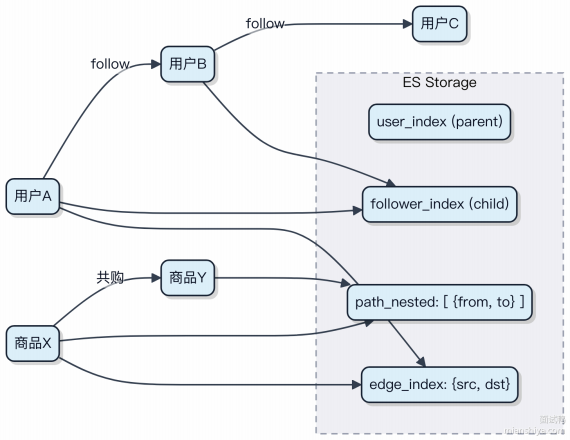 follow
用户C
follow
用户B
ES Storage
user_index (parent)
用户A
follower_index (child)
共购
商品Y
path_nested: [ {from, to} ]
商品X
edge_index: {src, dst}